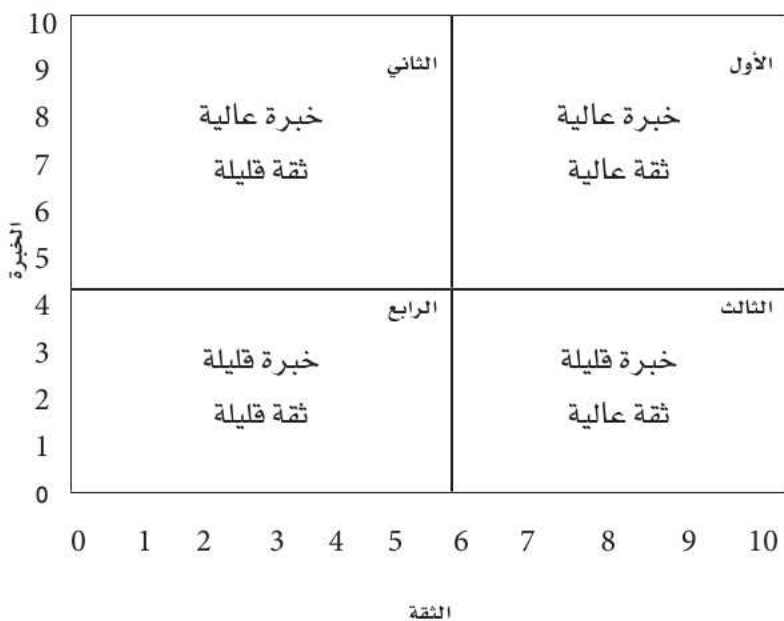 10
9
8
7
6
5
4
3
2
1
0
الخبرة
الأول
خبرة عالية
ثقة عالية
الثاني
خبرة عالية
ثقة قليلة
الثالث
خبرة قليلة
ثقة عالية
الرابع
خبرة قليلة
ثقة قليلة
0 1 2 3 4 5 6 7 8 9 10
الثقة